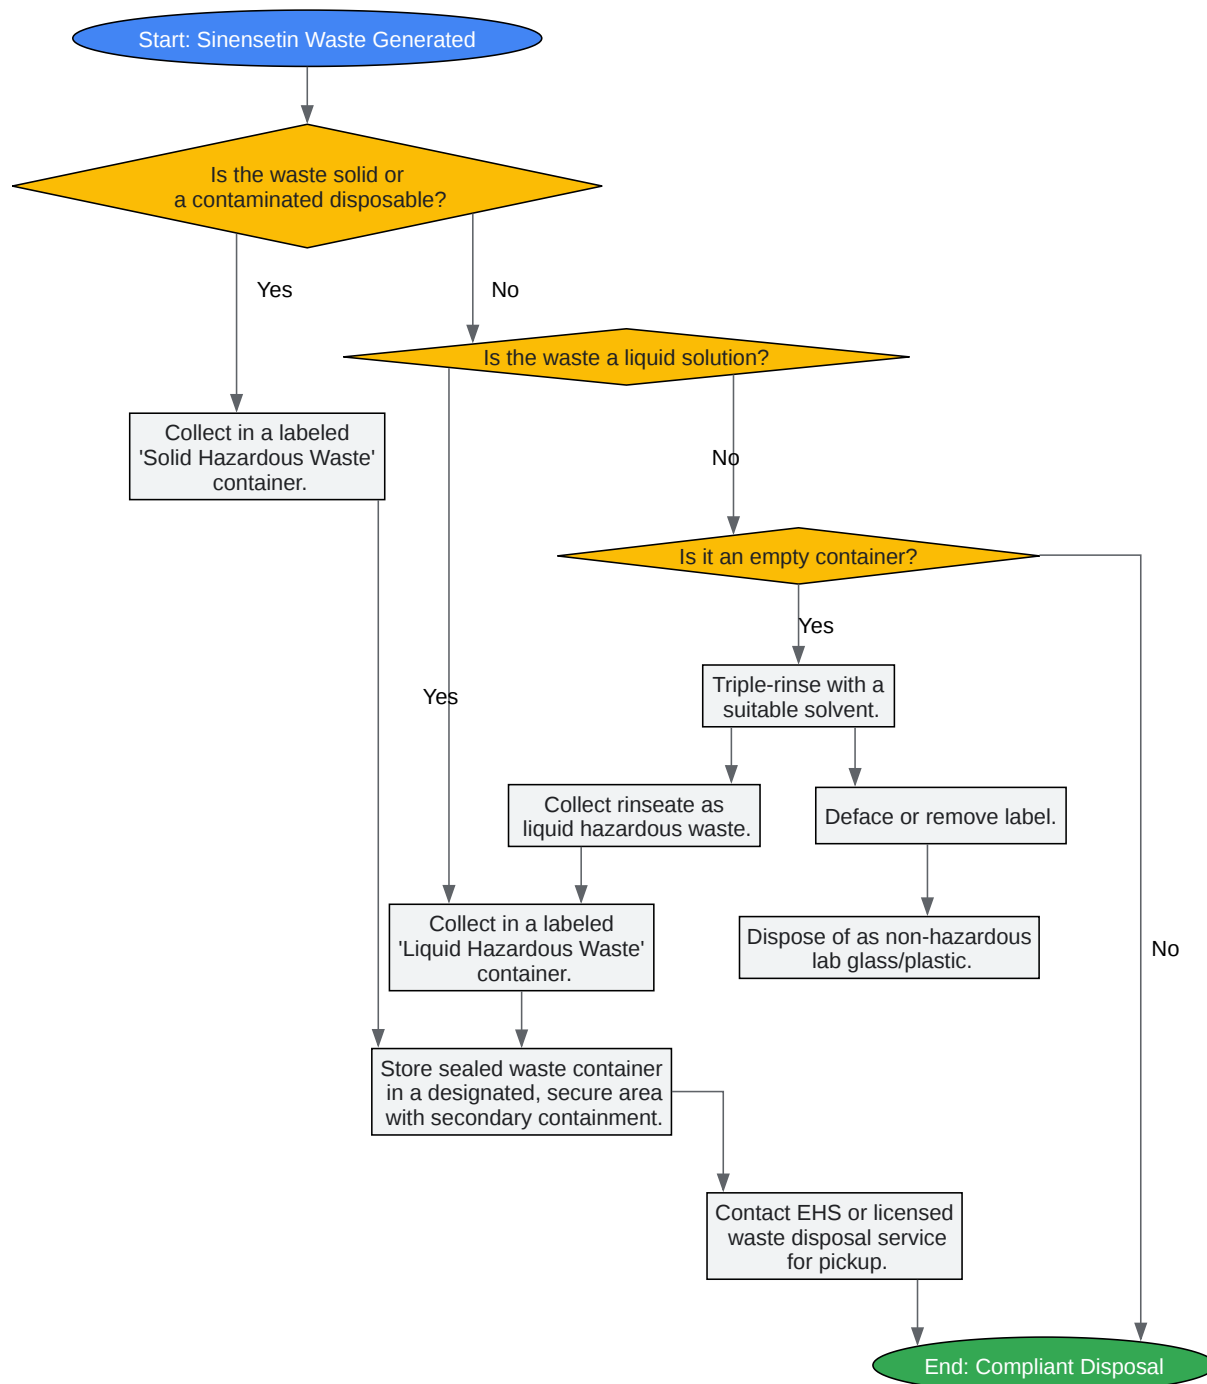 Start: Sinensetin Waste Generated
Is the waste solid or
a contaminated disposable?
Yes
No
Is the waste a liquid solution?
Collect in a labeled
'Solid Hazardous Waste'
container.
No
Is it an empty container?
Yes
Triple-rinse with a
suitable solvent.
Yes
Collect rinseate as
liquid hazardous waste.
Deface or remove label.
Collect in a labeled
'Liquid Hazardous Waste'
container.
Dispose of as non-hazardous
lab glass/plastic.
No
Store sealed waste container
in a designated, secure area
with secondary containment.
Contact EHS or licensed
waste disposal service
for pickup.
End: Compliant Disposal